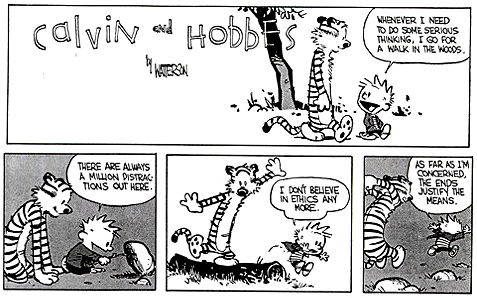 calvin and HOBBES
by WATTERSON
WHENEVER I NEED
TO DO SOME SERIOUS
THINKING, I GO FOR
A WALK IN THE WOODS.
THERE ARE ALWAYS
A MILLION DISTRAC-
TIONS OUT HERE.
I DON'T BELIEVE
IN ETHICS ANY
MORE.
AS FAR AS I'M
CONCERNED,
THE ENDS
JUSTIFY THE
MEANS.